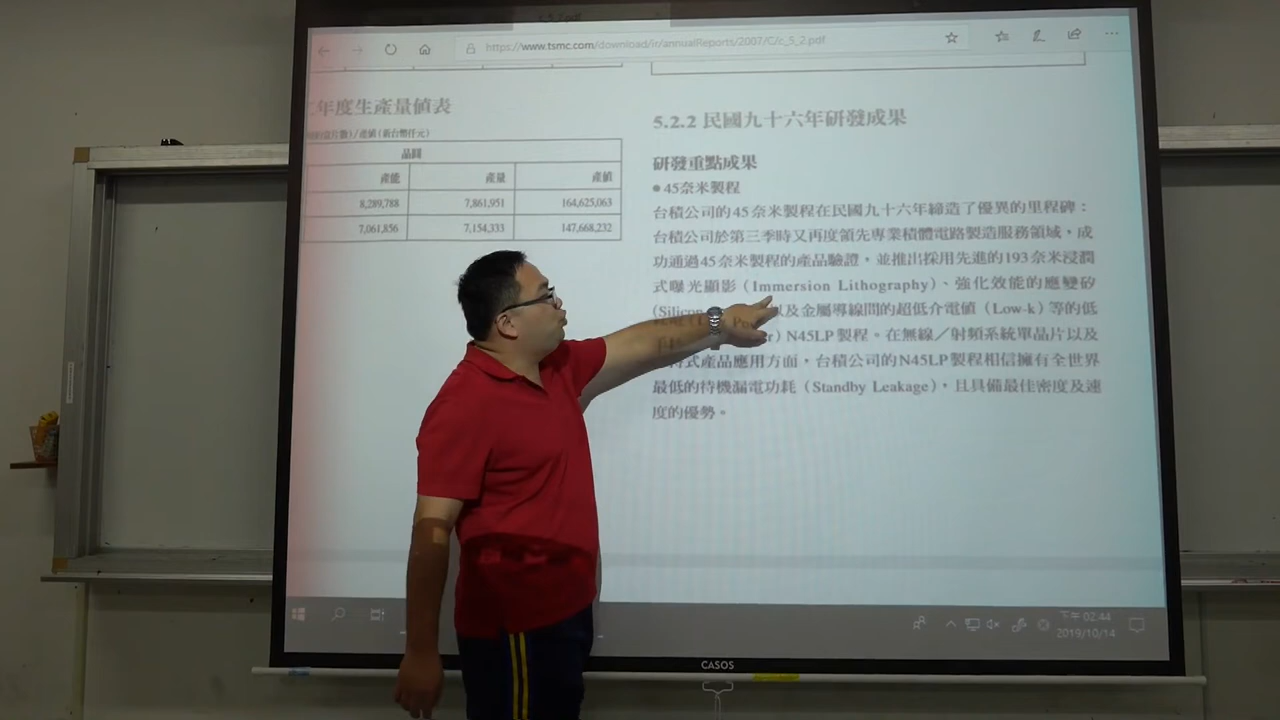 https://www.tsmc.com/download/ir/annualReports/2007/C/c_5_2.pdf
二年度生產量值表
片數)/產值(新台幣仟元)
晶圓
產能 產量 產值
8,289,788 7,861,951 164,625,063
7,061,856 7,154,333 147,668,232
5.2.2 民國九十六年研發成果
研發重點成果
●45奈米製程
台積公司的45奈米製程在民國九十六年締造了優異的里程碑:
台積公司於第三季時又再度領先專業積體電路製造服務領域,成
功通過45奈米製程的產品驗證,並推出採用先進的193奈米浸潤
式曝光顯影(Immersion Lithography)、強化效能的應變矽
(Silicon 以及金屬導線間的超低介電值(Low-k)等的低
r) N45LP製程。在無線/射頻系統單晶片以及
式產品應用方面,台積公司的N45LP製程相信擁有全世界
最低的待機漏電功耗(Standby Leakage),且具備最佳密度及速
度的優勢。
下午 02:44
2019/10/14
CASOS